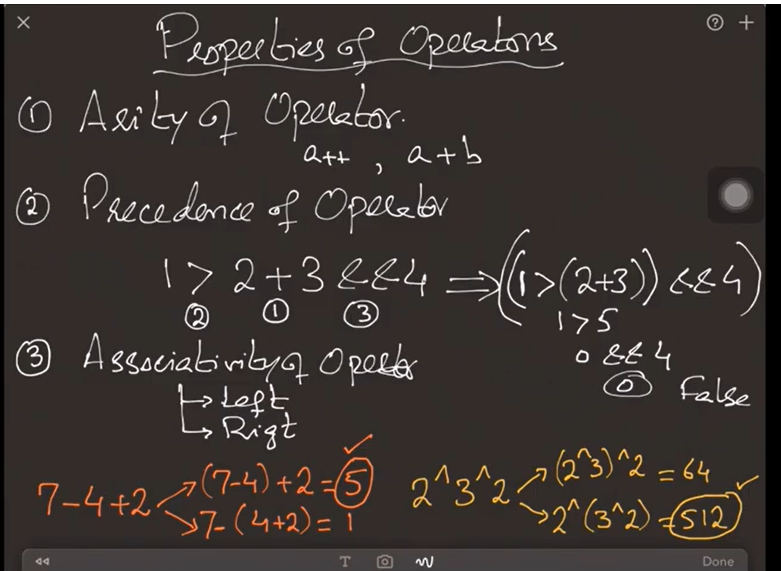 Properties of Operators
① Arity of Operator.
a++ , a+b
② Precedence of Operator
1 > 2 + 3 && 4 ⇒ ((1>(2+3)) && 4)
② ① ③
1>5
0 && 4
0 False
③ Associativity of Operator
→ Left
→ Rigt
7-4+2
→ (7-4)+2=5 ✓
→ 7-(4+2)=1
2^3^2
→ (2^3)^2 = 64
→ 2^(3^2) = 512 ✓
T
Done